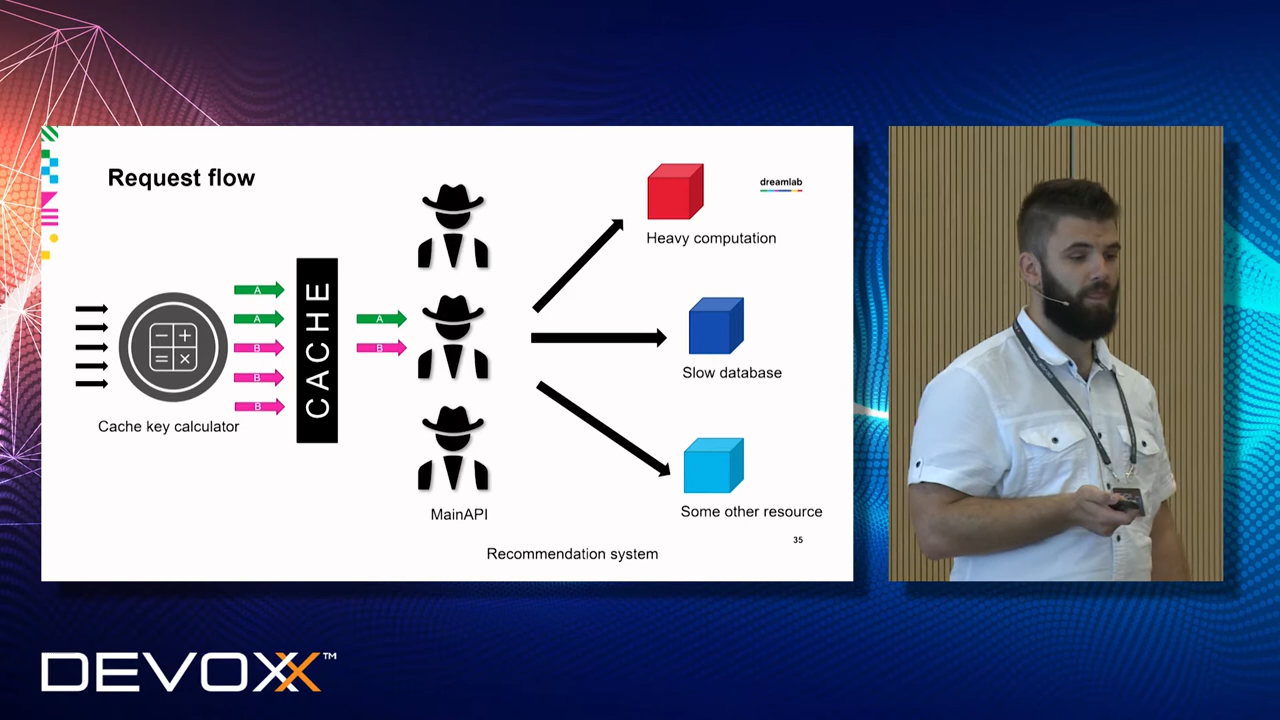 Request flow
dreamlab
Heavy computation
A
A
B
B
B
CACHE
A
B
Slow database
Cache key calculator
MainAPI
Some other resource
35
Recommendation system
DEVOXX™